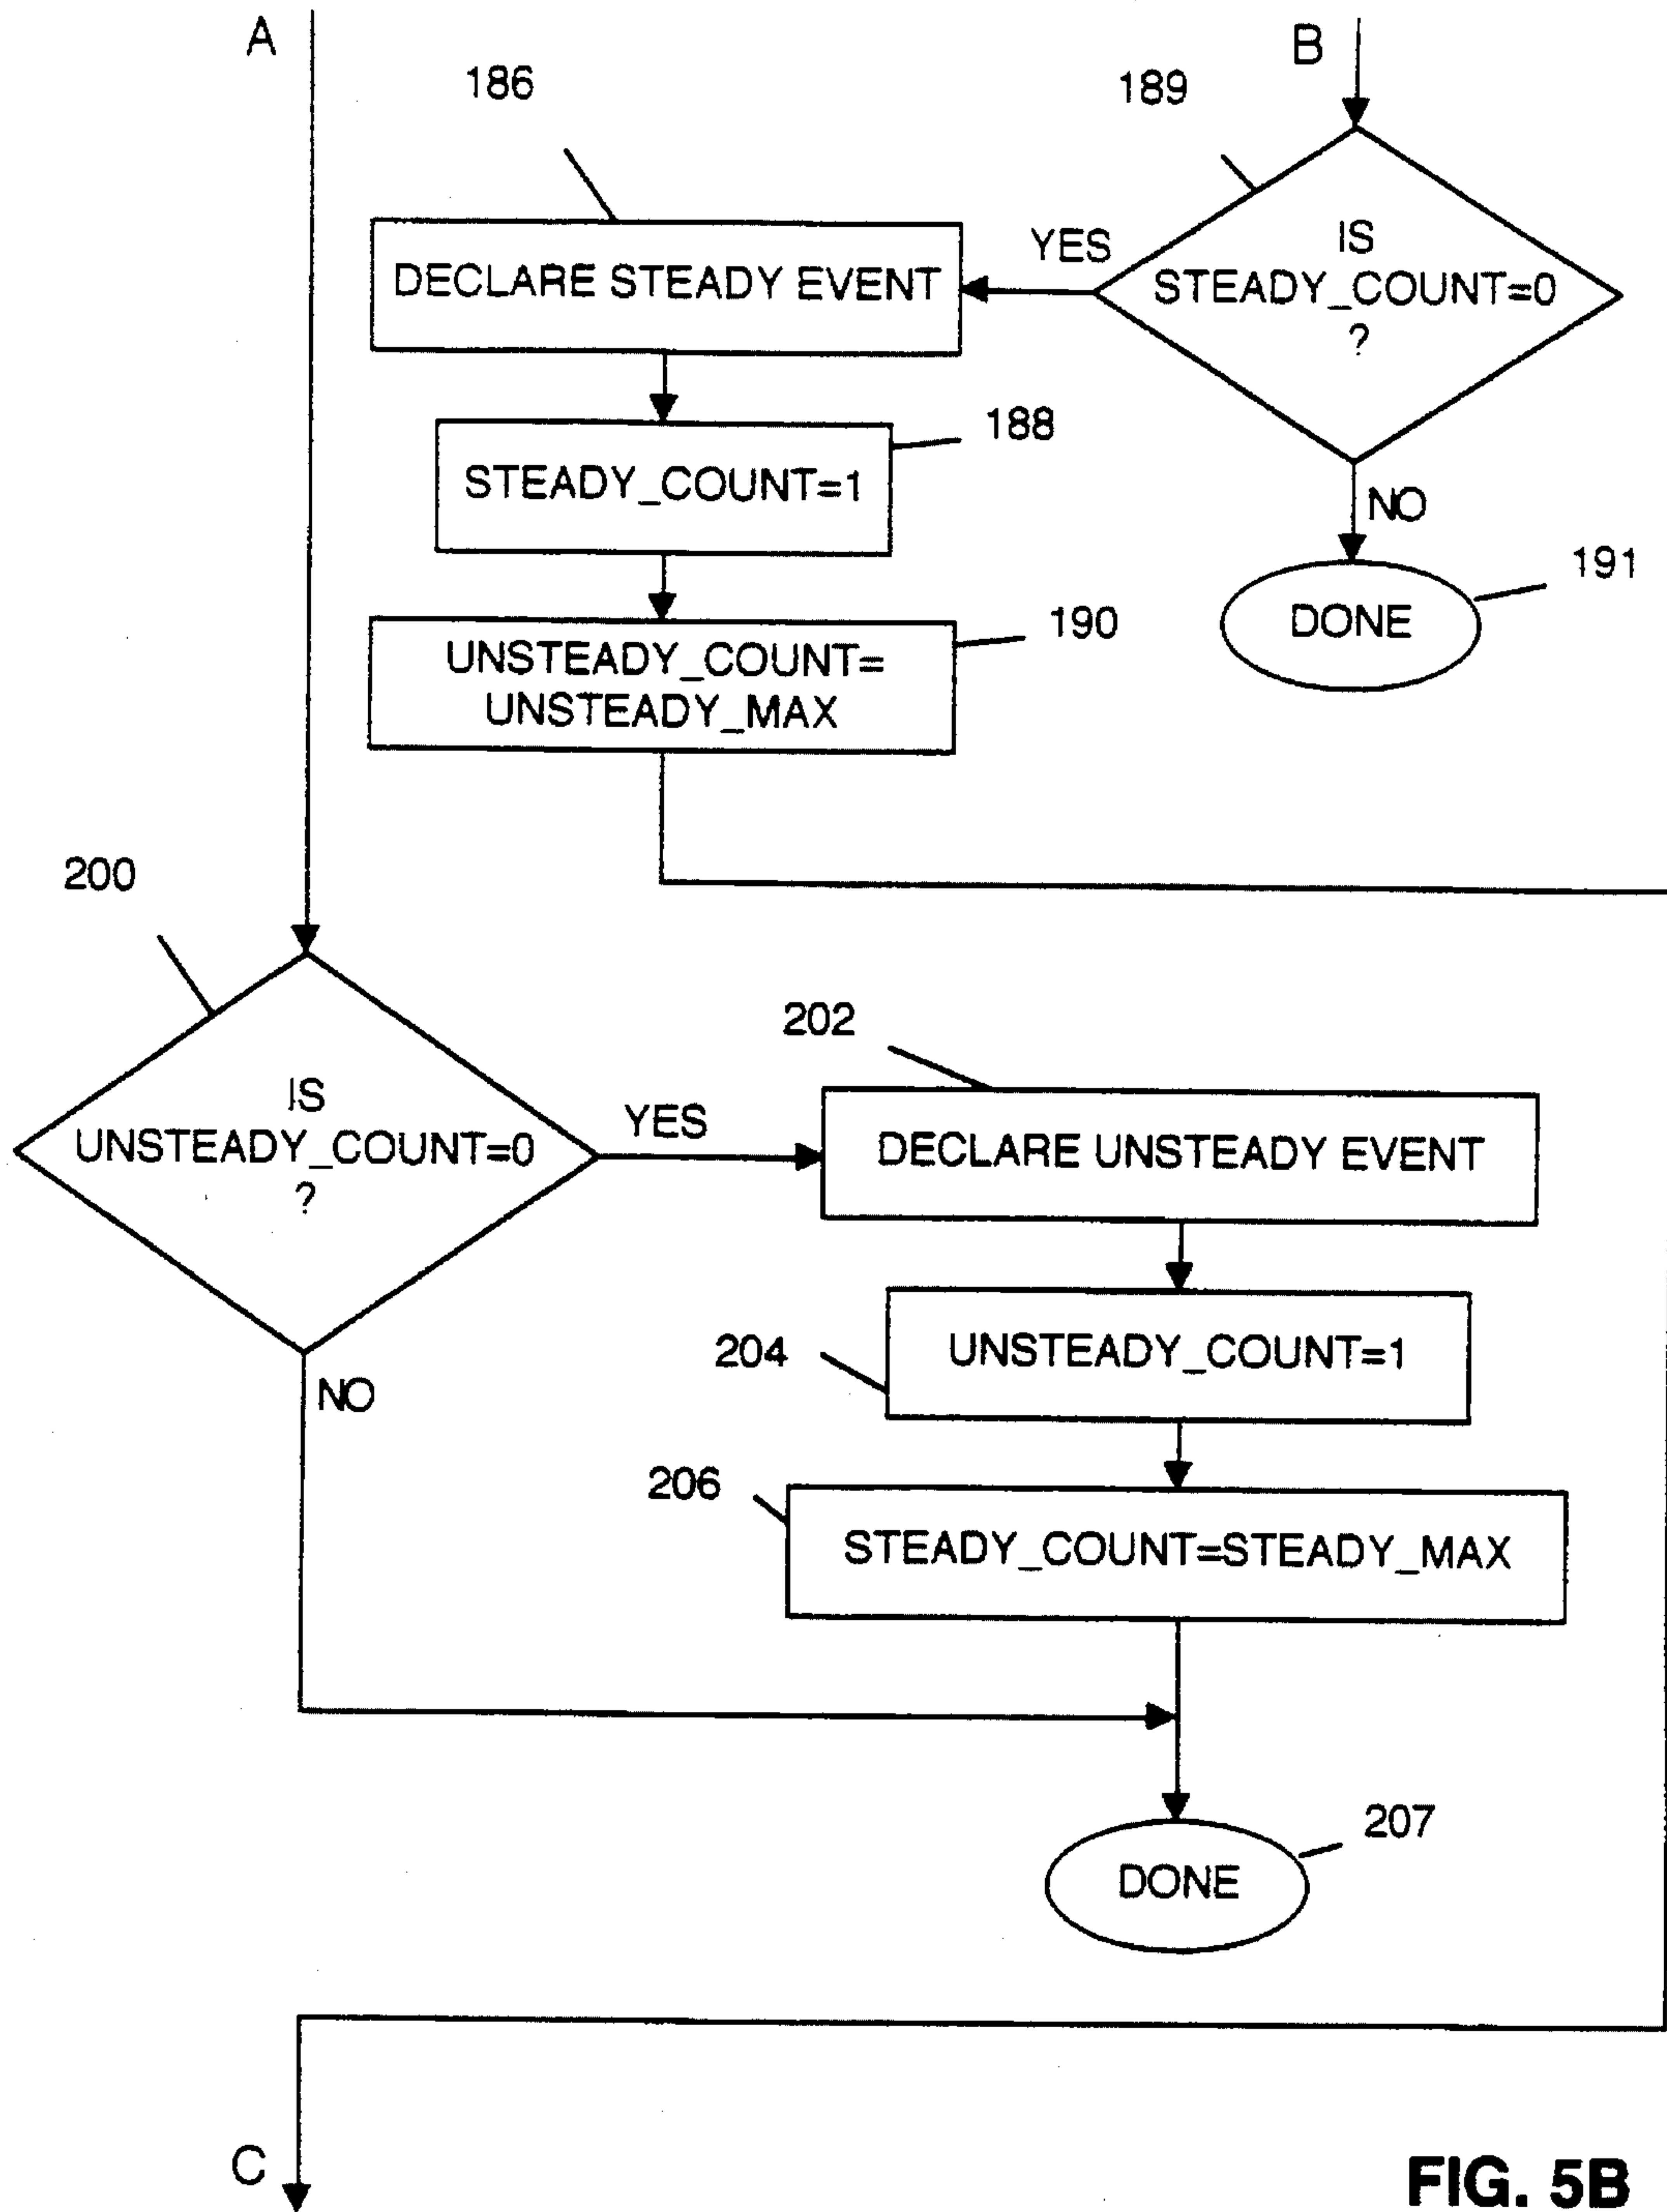 A
B
186
189
IS
STEADY_COUNT=0
?
YES
DECLARE STEADY EVENT
188
STEADY_COUNT=1
NO
191
DONE
190
UNSTEADY_COUNT=
UNSTEADY_MAX
200
IS
UNSTEADY_COUNT=0
?
YES
202
DECLARE UNSTEADY EVENT
204
UNSTEADY_COUNT=1
NO
206
STEADY_COUNT=STEADY_MAX
207
DONE
C
FIG. 5B